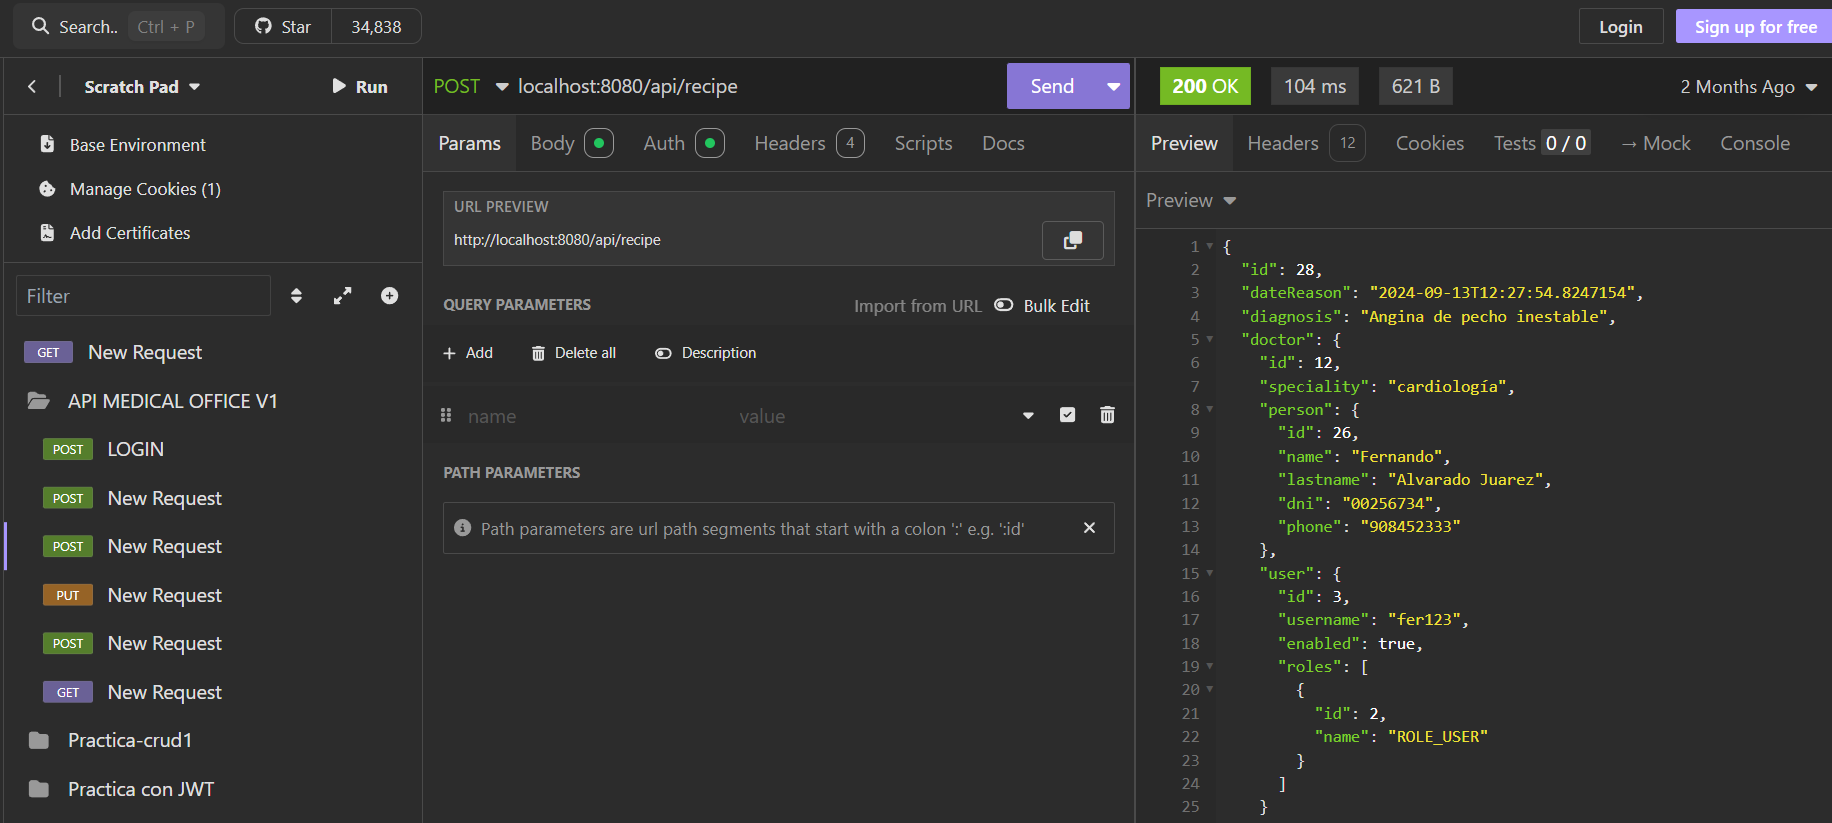 Search.. Ctrl + P Star 34,838 Login Sign up for free
Scratch Pad Run
Base Environment
Manage Cookies (1)
Add Certificates
Filter
GET New Request
API MEDICAL OFFICE V1
POST LOGIN
POST New Request
POST New Request
PUT New Request
POST New Request
GET New Request
Practica-crud1
Practica con JWT
POST localhost:8080/api/recipe Send
Params Body Auth Headers 4 Scripts Docs
URL PREVIEW
http://localhost:8080/api/recipe
QUERY PARAMETERS Import from URL Bulk Edit
Add Delete all Description
name value
PATH PARAMETERS
Path parameters are url path segments that start with a colon ':' e.g. ':id'
200 OK 104 ms 621 B 2 Months Ago
Preview Headers 12 Cookies Tests 0 / 0 → Mock Console
Preview
1 {
2 "id": 28,
3 "dateReason": "2024-09-13T12:27:54.8247154",
4 "diagnosis": "Angina de pecho inestable",
5 "doctor": {
6 "id": 12,
7 "speciality": "cardiología",
8 "person": {
9 "id": 26,
10 "name": "Fernando",
11 "lastname": "Alvarado Juarez",
12 "dni": "00256734",
13 "phone": "908452333"
14 },
15 "user": {
16 "id": 3,
17 "username": "fer123",
18 "enabled": true,
19 "roles": [
20 {
21 "id": 2,
22 "name": "ROLE_USER"
23 }
24 ]
25 }